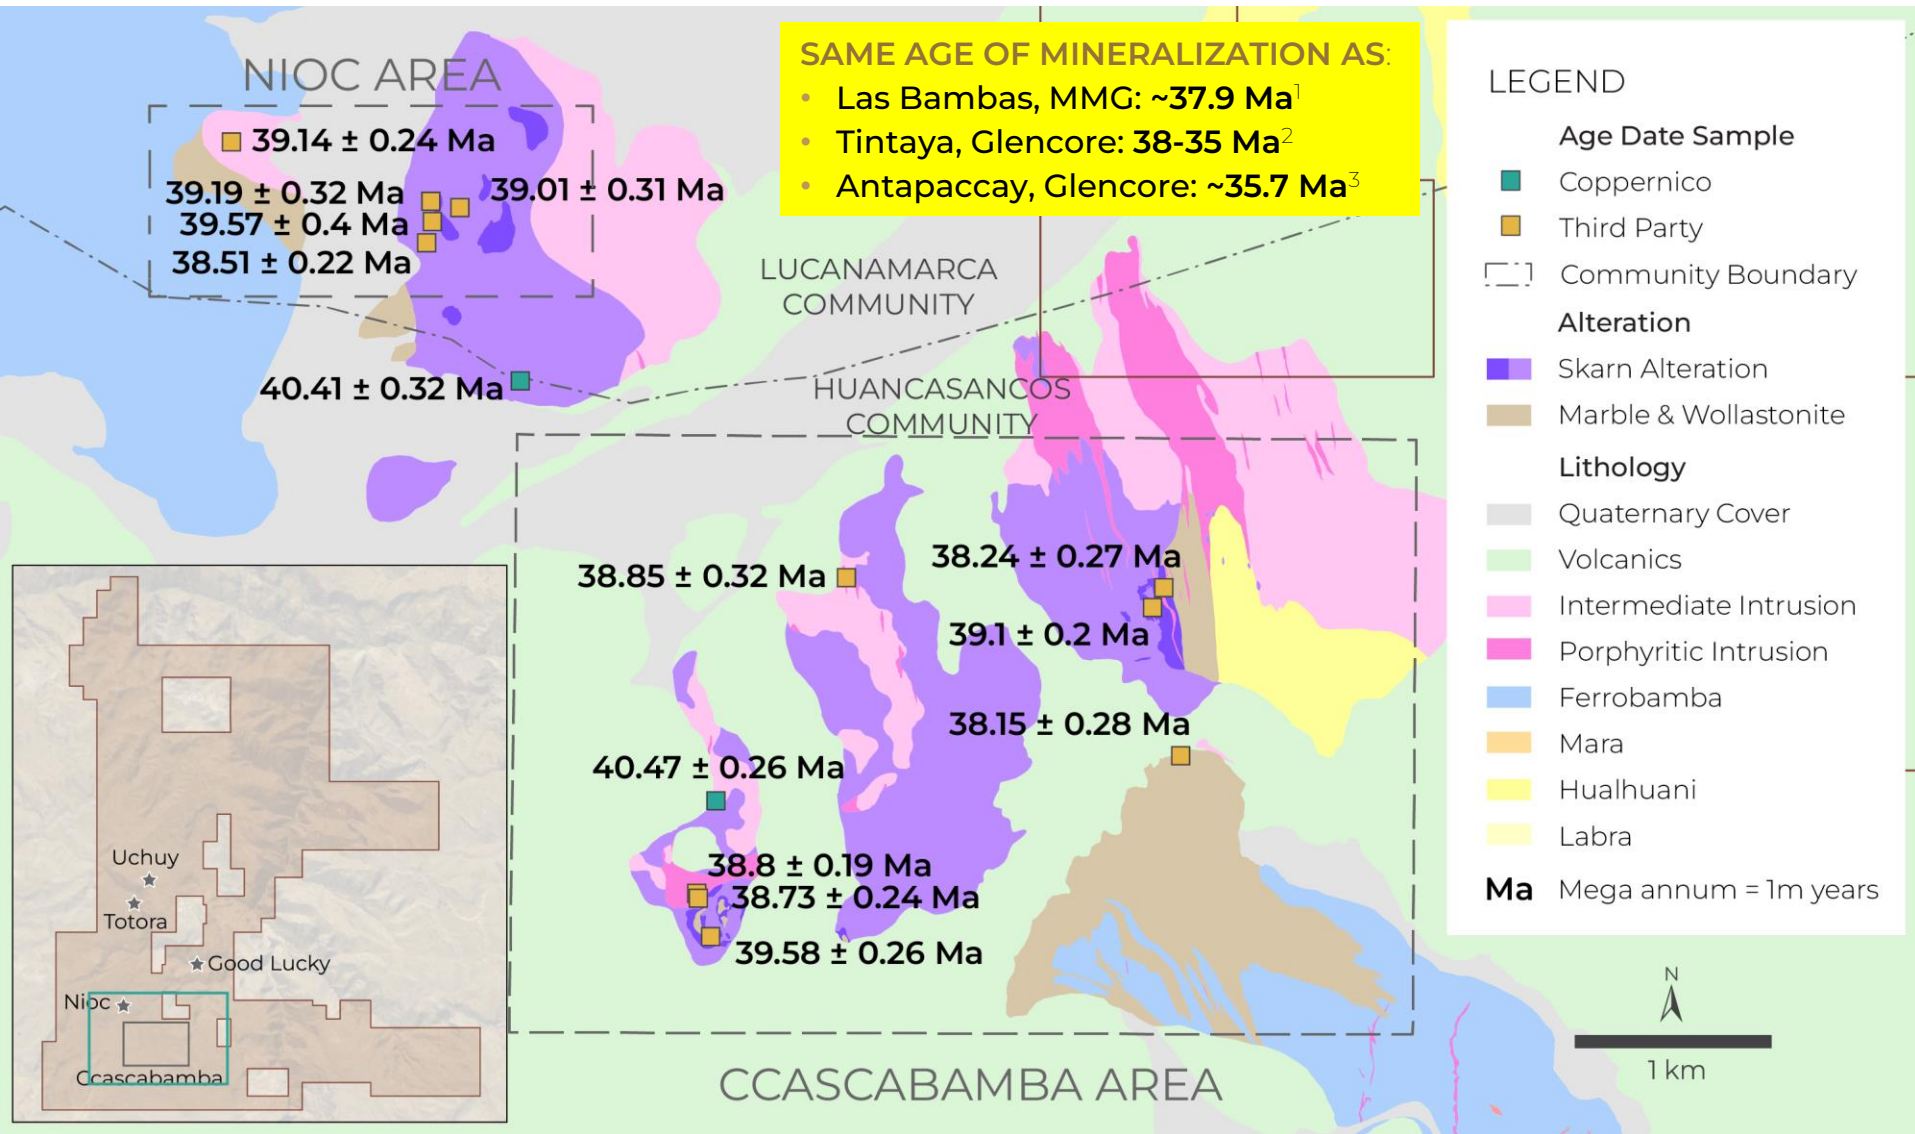 NIOC AREA
39.14 ± 0.24 Ma
39.19 ± 0.32 Ma
39.01 ± 0.31 Ma
39.57 ± 0.4 Ma
38.51 ± 0.22 Ma
40.41 ± 0.32 Ma
SAME AGE OF MINERALIZATION AS:
• Las Bambas, MMG: ~37.9 Ma¹
• Tintaya, Glencore: 38-35 Ma²
• Antapaccay, Glencore: ~35.7 Ma³
LUCANAMARCA
COMMUNITY
HUANCASANCOS
COMMUNITY
38.85 ± 0.32 Ma
38.24 ± 0.27 Ma
39.1 ± 0.2 Ma
38.15 ± 0.28 Ma
40.47 ± 0.26 Ma
38.8 ± 0.19 Ma
38.73 ± 0.24 Ma
39.58 ± 0.26 Ma
CCASCABAMBA AREA
Uchuy
Totora
Good Lucky
Nioc
Ccascabamba
LEGEND
Age Date Sample
Coppernico
Third Party
Community Boundary
Alteration
Skarn Alteration
Marble & Wollastonite
Lithology
Quaternary Cover
Volcanics
Intermediate Intrusion
Porphyritic Intrusion
Ferrobamba
Mara
Hualhuani
Labra
Ma Mega annum = 1m years
N
1 km